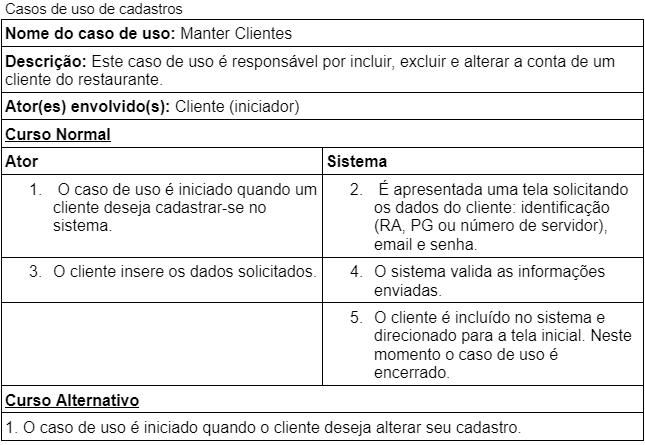 Casos de uso de cadastros
Nome do caso de uso: Manter Clientes
Descrição: Este caso de uso é responsável por incluir, excluir e alterar a conta de um
cliente do restaurante.
Ator(es) envolvido(s): Cliente (iniciador)
Curso Normal
Ator
Sistema
1. O caso de uso é iniciado quando um
cliente deseja cadastrar-se no
sistema.
2. É apresentada uma tela solicitando
os dados do cliente: identificação
(RA, PG ou número de servidor),
email e senha.
3. O cliente insere os dados solicitados.
4. O sistema valida as informações
enviadas.
5. O cliente é incluído no sistema e
direcionado para a tela inicial. Neste
momento o caso de uso é
encerrado.
Curso Alternativo
1. O caso de uso é iniciado quando o cliente deseja alterar seu cadastro.